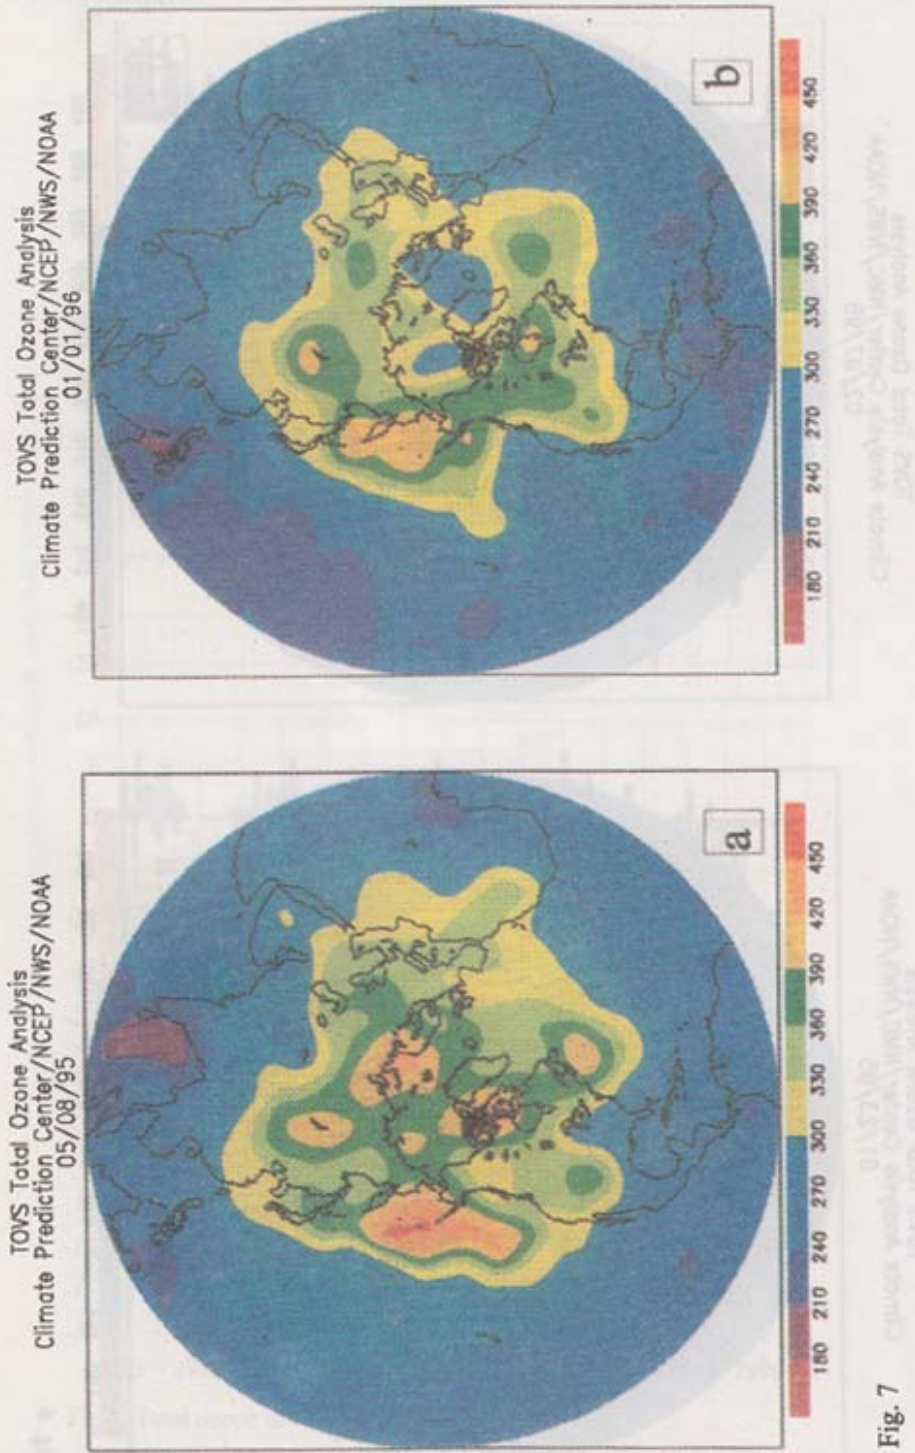 TOVS Total Ozone Analysis
Climate Prediction Center/NCEP/NWS/NOAA
05/08/95
a
180 210 240 270 300 330 360 390 420 450
TOVS Total Ozone Analysis
Climate Prediction Center/NCEP/NWS/NOAA
01/01/96
b
180 210 240 270 300 330 360 390 420 450
Fig. 7